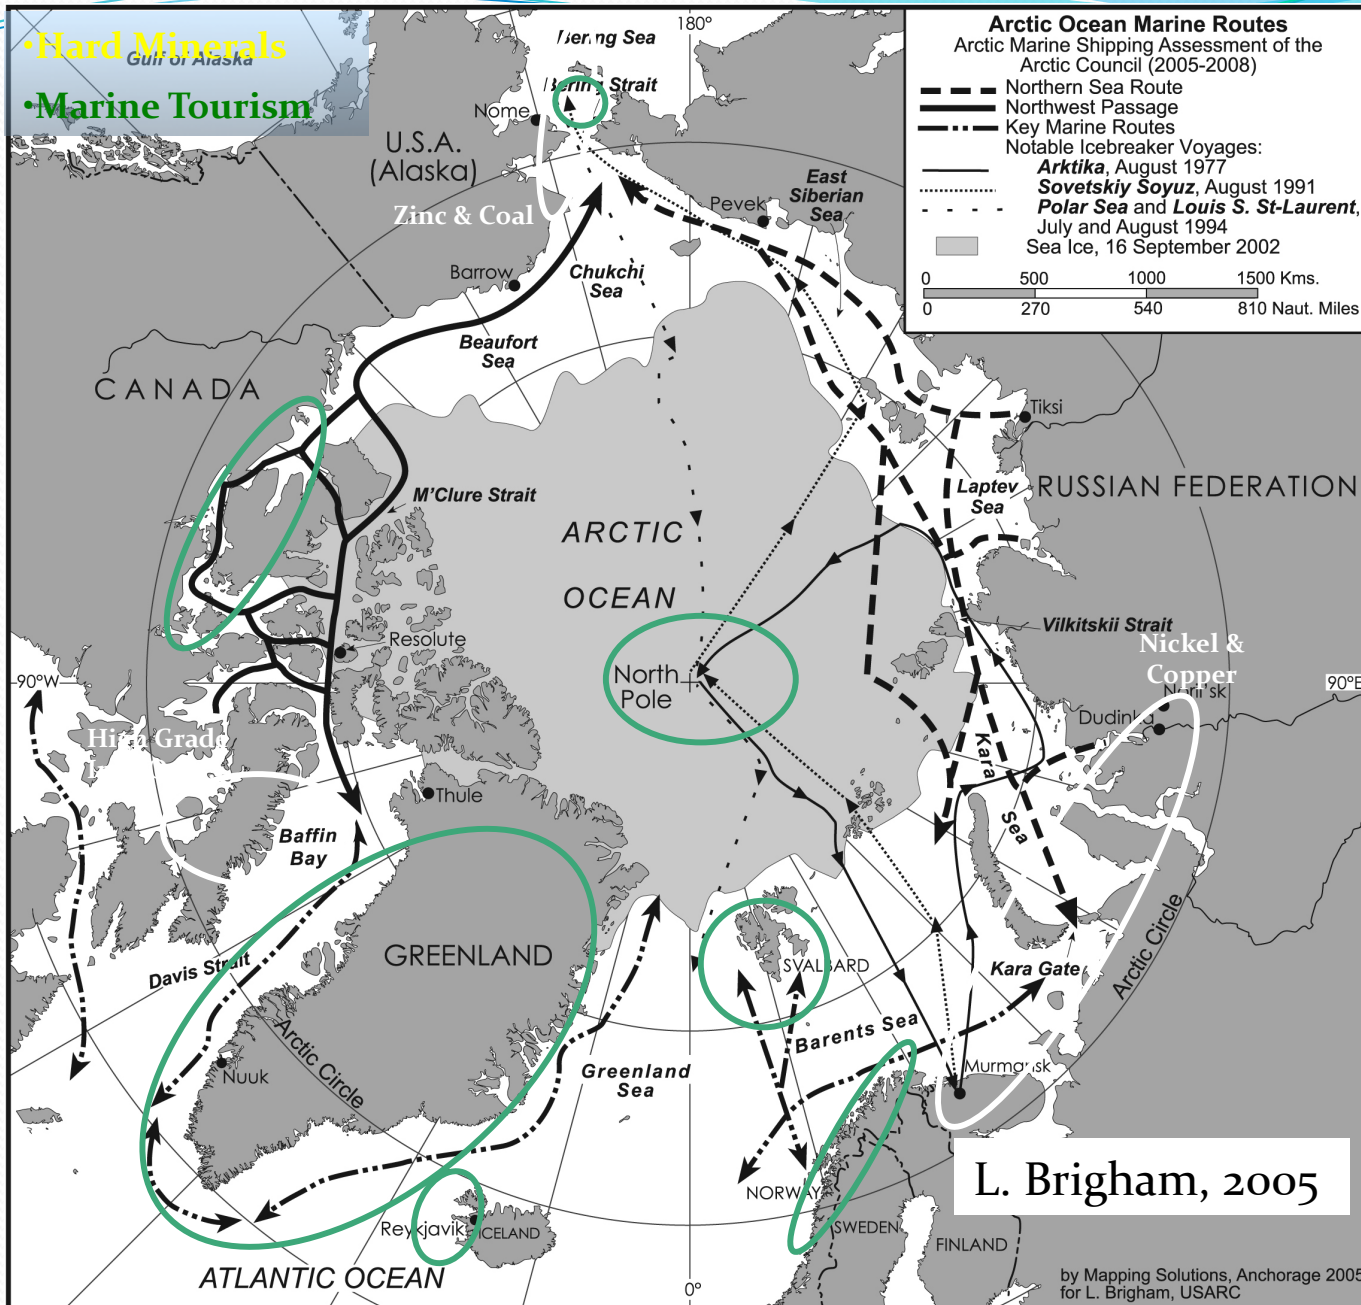 •Hard Minerals
Gulf of Alaska
•Marine Tourism
Bering Sea
Bering Strait
180°
Arctic Ocean Marine Routes
Arctic Marine Shipping Assessment of the
Arctic Council (2005-2008)
Northern Sea Route
Northwest Passage
Key Marine Routes
Notable Icebreaker Voyages:
Arktika, August 1977
Sovetskiy Soyuz, August 1991
Polar Sea and Louis S. St-Laurent,
July and August 1994
Sea Ice, 16 September 2002
0 500 1000 1500 Kms.
0 270 540 810 Naut. Miles
Nome
U.S.A.
(Alaska)
Zinc & Coal
East
Siberian
Sea
Pevek
Barrow
Chukchi
Sea
Beaufort
Sea
CANADA
Tiksi
M'Clure Strait
Laptev
Sea
RUSSIAN FEDERATION
ARCTIC
OCEAN
Resolute
Vilkitskii Strait
Nickel &
Copper
North
Pole
90°W
90°E
Noril'sk
Dudinka
High Grade
Kara
Sea
Thule
Baffin
Bay
GREENLAND
Davis Strait
SVALBARD
Kara Gate
Arctic Circle
Barents Sea
Arctic Circle
Nuuk
Greenland
Sea
Murmansk
L. Brigham, 2005
NORWAY
Reykjavik
ICELAND
SWEDEN
FINLAND
ATLANTIC OCEAN
0°
by Mapping Solutions, Anchorage 2005
for L. Brigham, USARC